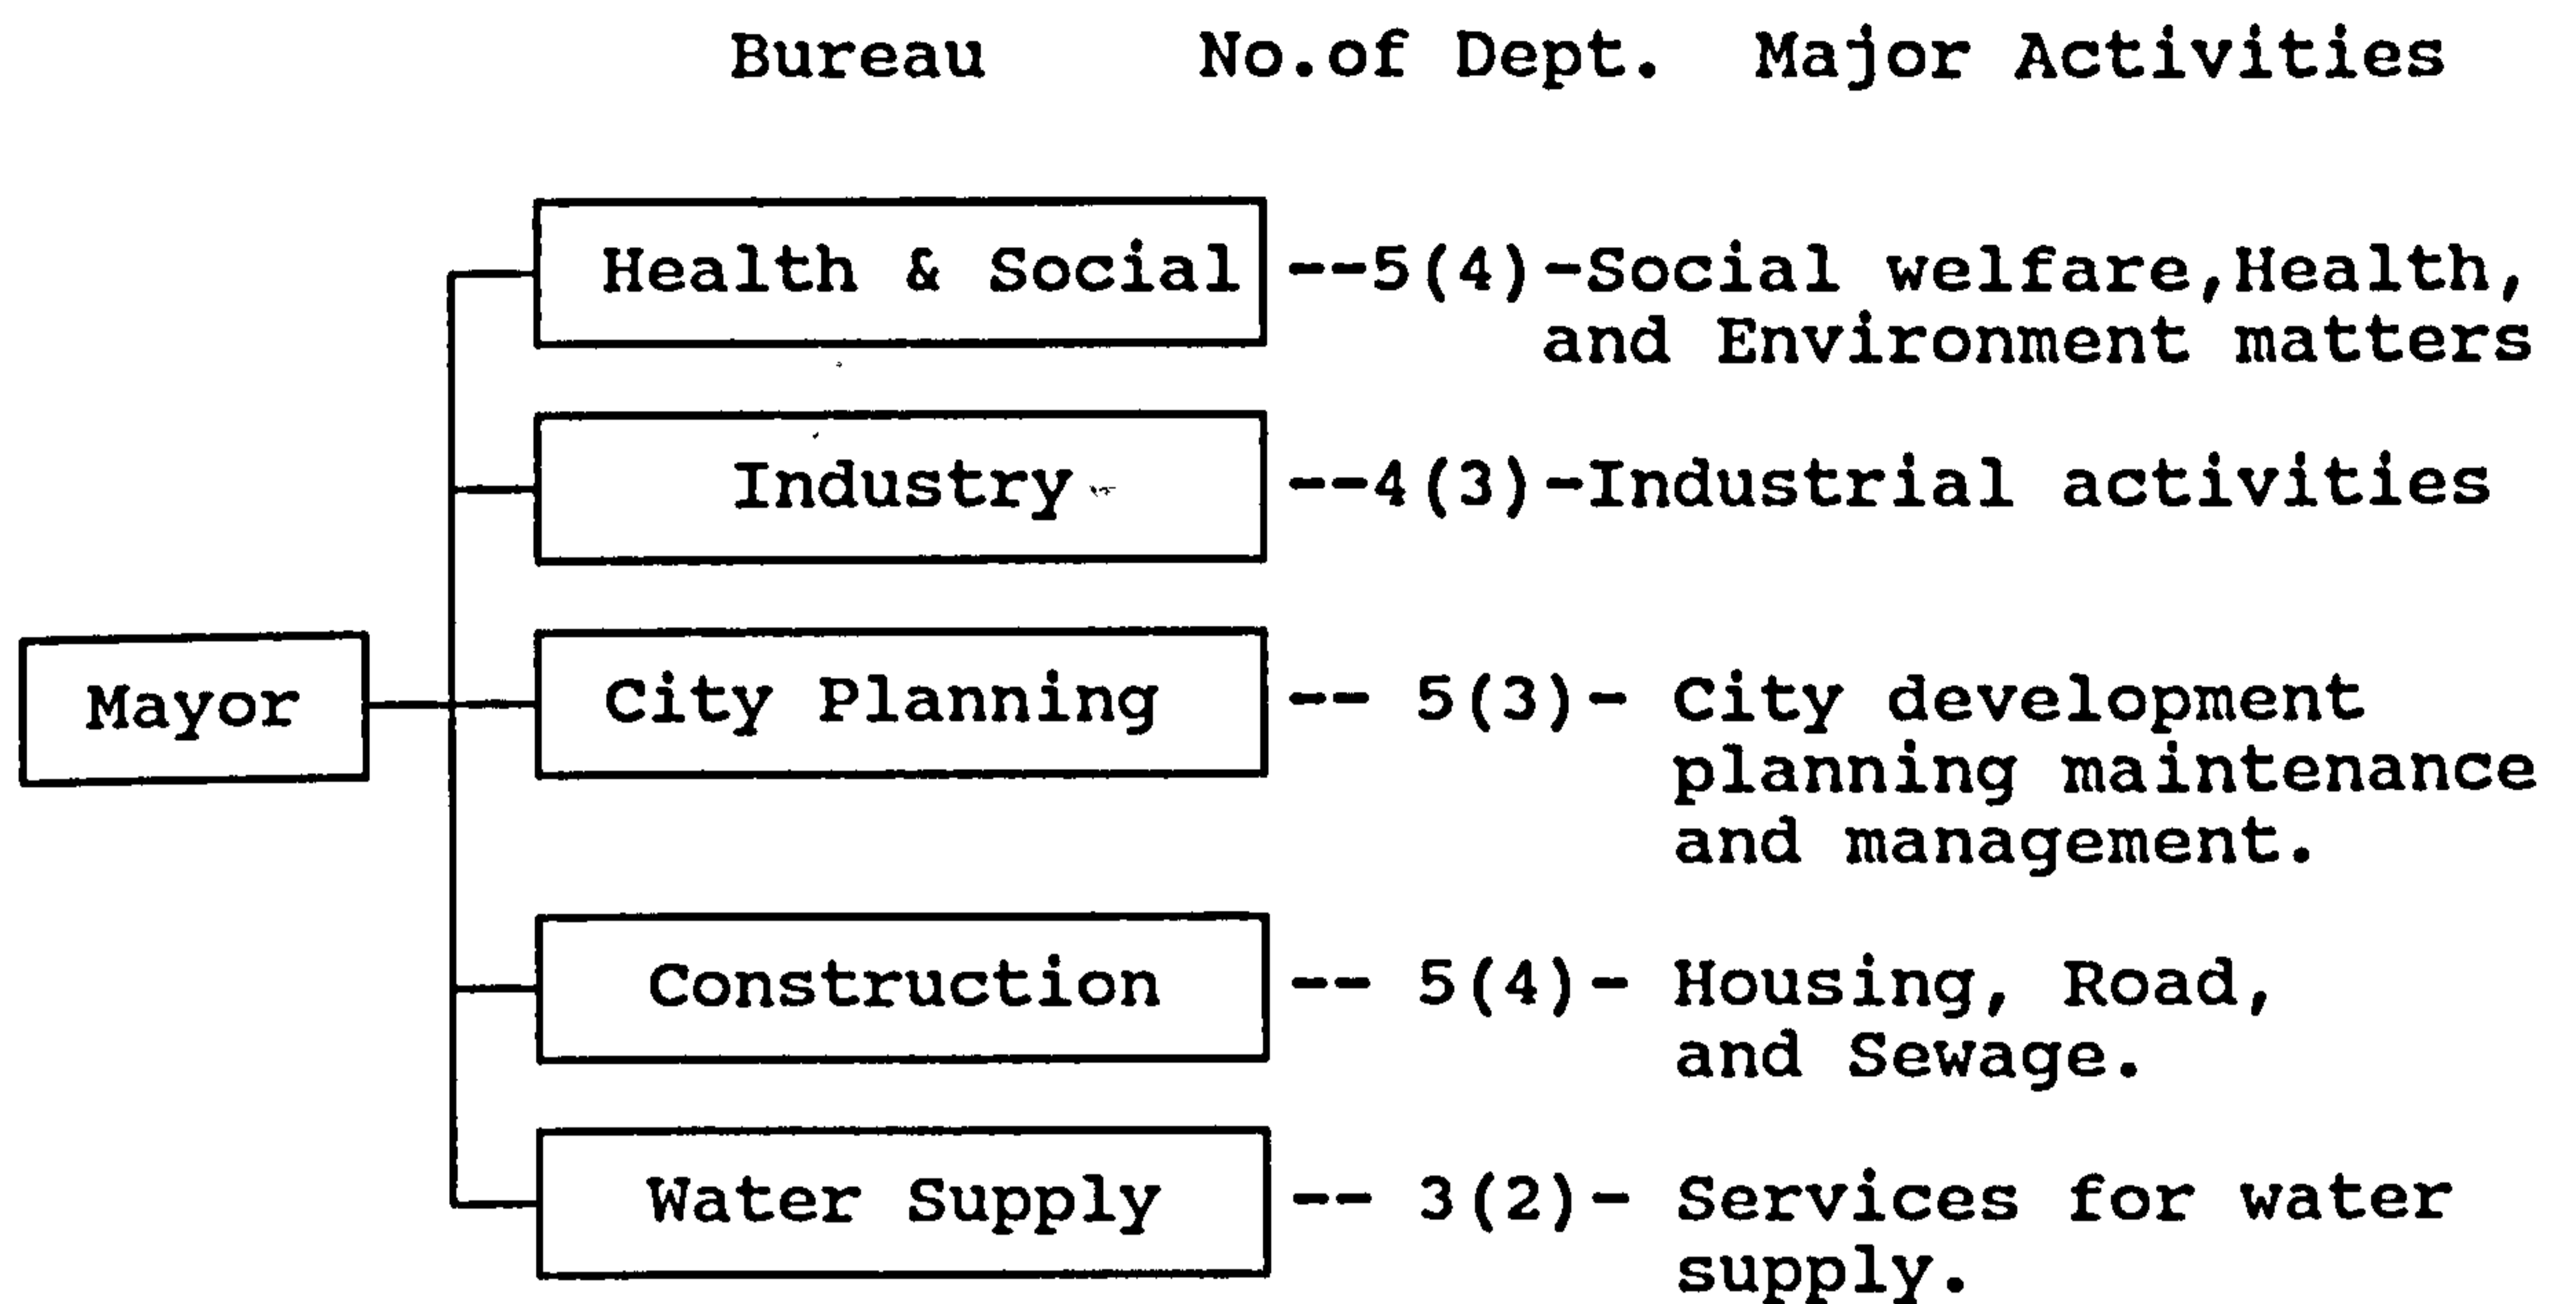 Bureau No.of Dept. Major Activities
Health & Social --5(4)-Social welfare,Health,
and Environment matters
Industry --4(3)-Industrial activities
Mayor City Planning -- 5(3)- City development
planning maintenance
and management.
Construction -- 5(4)- Housing, Road,
and Sewage.
Water Supply -- 3(2)- Services for water
supply.